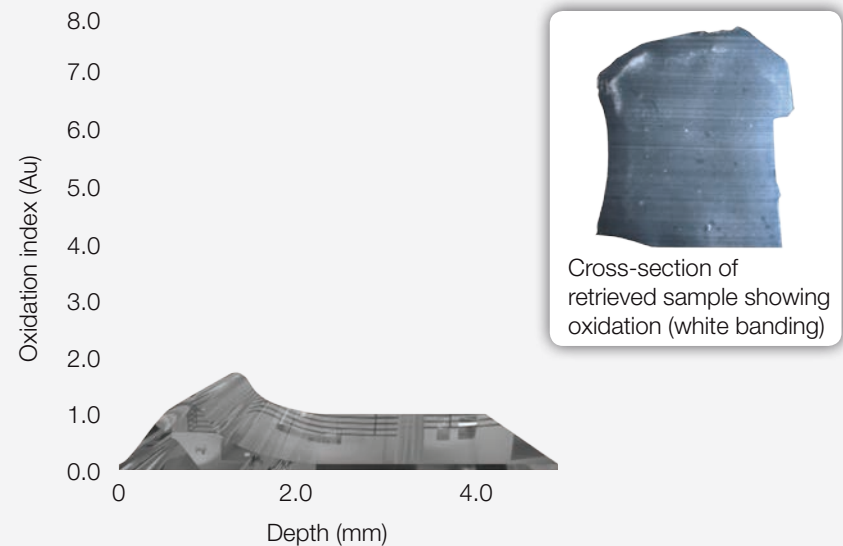 Oxidation index (Au)
8.0
7.0
6.0
5.0
4.0
3.0
2.0
1.0
0.0
0
2.0
4.0
Depth (mm)
Cross-section of
retrieved sample showing
oxidation (white banding)